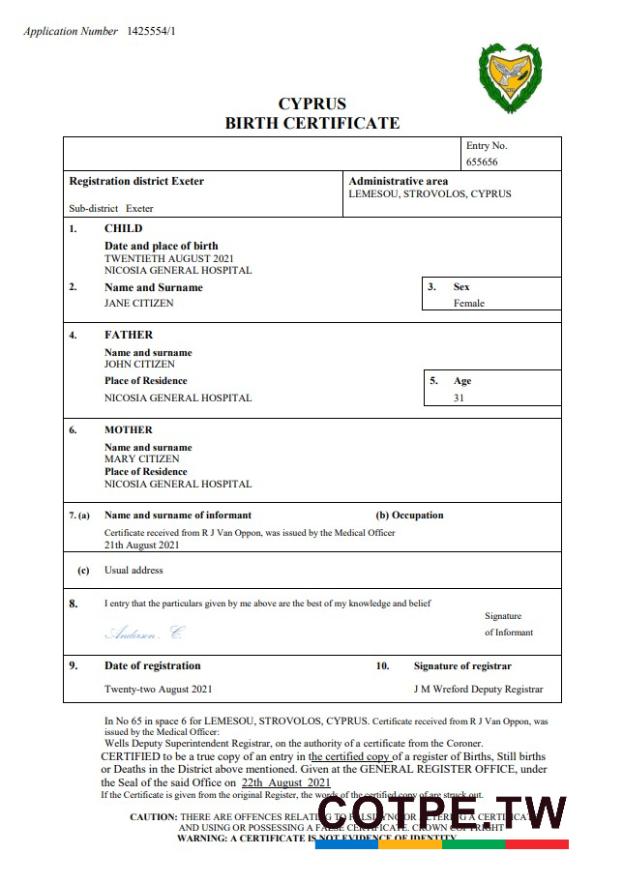 Application Number 1425554/1
CYPRUS
BIRTH CERTIFICATE
Entry No.
655656
Registration district Exeter
Sub-district Exeter
Administrative area
LEMESOU, STROVOLOS, CYPRUS
1. CHILD
Date and place of birth
TWENTIETH AUGUST 2021
NICOSIA GENERAL HOSPITAL
2. Name and Surname
JANE CITIZEN
3. Sex
Female
4. FATHER
Name and surname
JOHN CITIZEN
Place of Residence
NICOSIA GENERAL HOSPITAL
5. Age
31
6. MOTHER
Name and surname
MARY CITIZEN
Place of Residence
NICOSIA GENERAL HOSPITAL
7. (a) Name and surname of informant (b) Occupation
Certificate received from R J Van Oppon, was issued by the Medical Officer
21th August 2021
(c) Usual address
8. I entry that the particulars given by me above are the best of my knowledge and belief
Anderson. C.
Signature
of Informant
9. Date of registration
Twenty-two August 2021
10. Signature of registrar
J M Wreford Deputy Registrar
In No 65 in space 6 for LEMESOU, STROVOLOS, CYPRUS. Certificate received from R J Van Oppon, was
issued by the Medical Officer:
Wells Deputy Superintendent Registrar, on the authority of a certificate from the Coroner.
CERTIFIED to be a true copy of an entry in the certified copy of a register of Births, Still births
or Deaths in the District above mentioned. Given at the GENERAL REGISTER OFFICE, under
the Seal of the said Office on 22th August 2021
If the Certificate is given from the original Register, the words of the certified copy of are struck out.
CAUTION: THERE ARE OFFENCES RELATING TO FALSIFYING OR ALTERING A CERTIFICATE
AND USING OR POSSESSING A FALSE CERTIFICATE. CROWN COPYRIGHT
WARNING: A CERTIFICATE IS NOT EVIDENCE OF IDENTITY
COTPE.TW